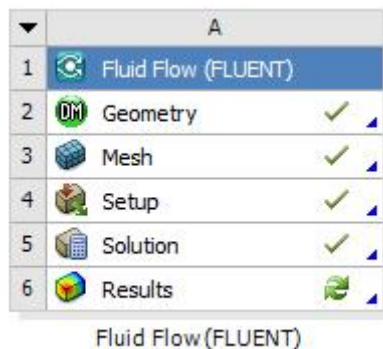 A
1 Fluid Flow (FLUENT)
2 DM Geometry
3 Mesh
4 Setup
5 Solution
6 Results
Fluid Flow (FLUENT)